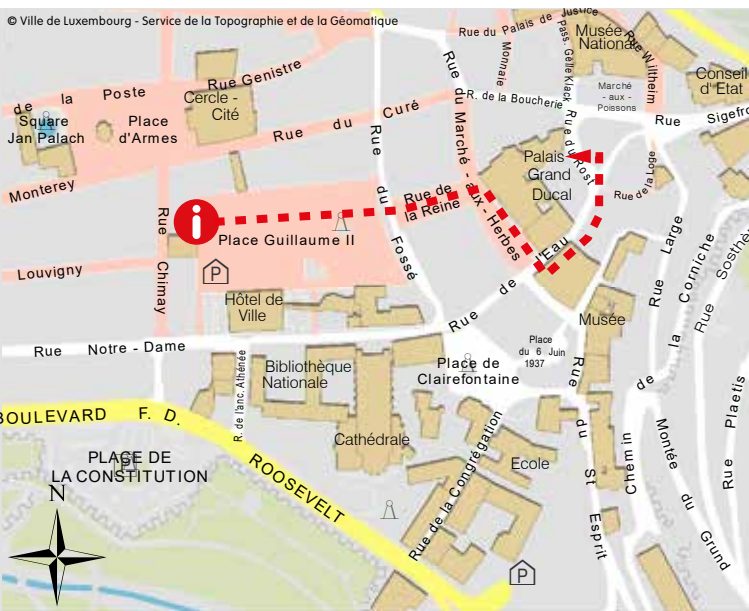 © Ville de Luxembourg - Service de la Topographie et de la Géomatique
Rue du Palais de Justice
Musée
National
Rue Wiltheim
Conseil
d'Etat
Rue Genistre
Monnaie
Pass. Gëlle Klack
Marché
- aux -
Poissons
de la Poste
Cercle -
Cité
R. de la Boucherie
Rue Sigefro
Square
Jan Palach
Place
d'Armes
Rue du Curé
Rue du Marché - aux - Herbes
Rue du Rost
Palais
Grand
Ducal
Rue de la Loge
Monterey
Rue du Fossé
Rue de
la Reine
i
Place Guillaume II
Rue Chimay
Louvigny
P
Rue de l'Eau
Rue Large
de la Corniche
Rue Sosthè
Hôtel de
Ville
Musée
Rue Notre - Dame
Place
du 6 Juin
1937
Place de
Clairefontaine
Bibliothèque
Nationale
R. de l'anc. Athénée
BOULEVARD F. D. ROOSEVELT
Cathédrale
Rue de la Congrégation
Ecole
Rue du St Esprit
Chemin
Montée du Grund
Rue Plaetis
PLACE DE
LA CONSTITUTION
P
N
P